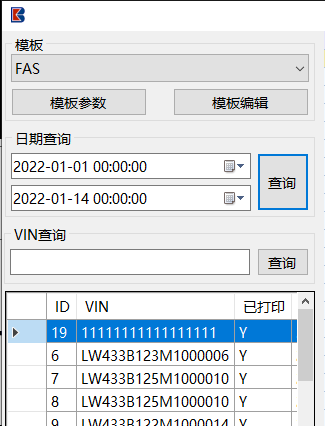 模板
FAS
模板参数 模板编辑
日期查询
2022-01-01 00:00:00
查询
2022-01-14 00:00:00
VIN查询
查询
ID VIN 已打印
19 11111111111111111 Y
6 LW433B123M1000006 Y
7 LW433B125M1000010 Y
8 LW433B125M1000010 Y
9 LW433B122M1000014 Y